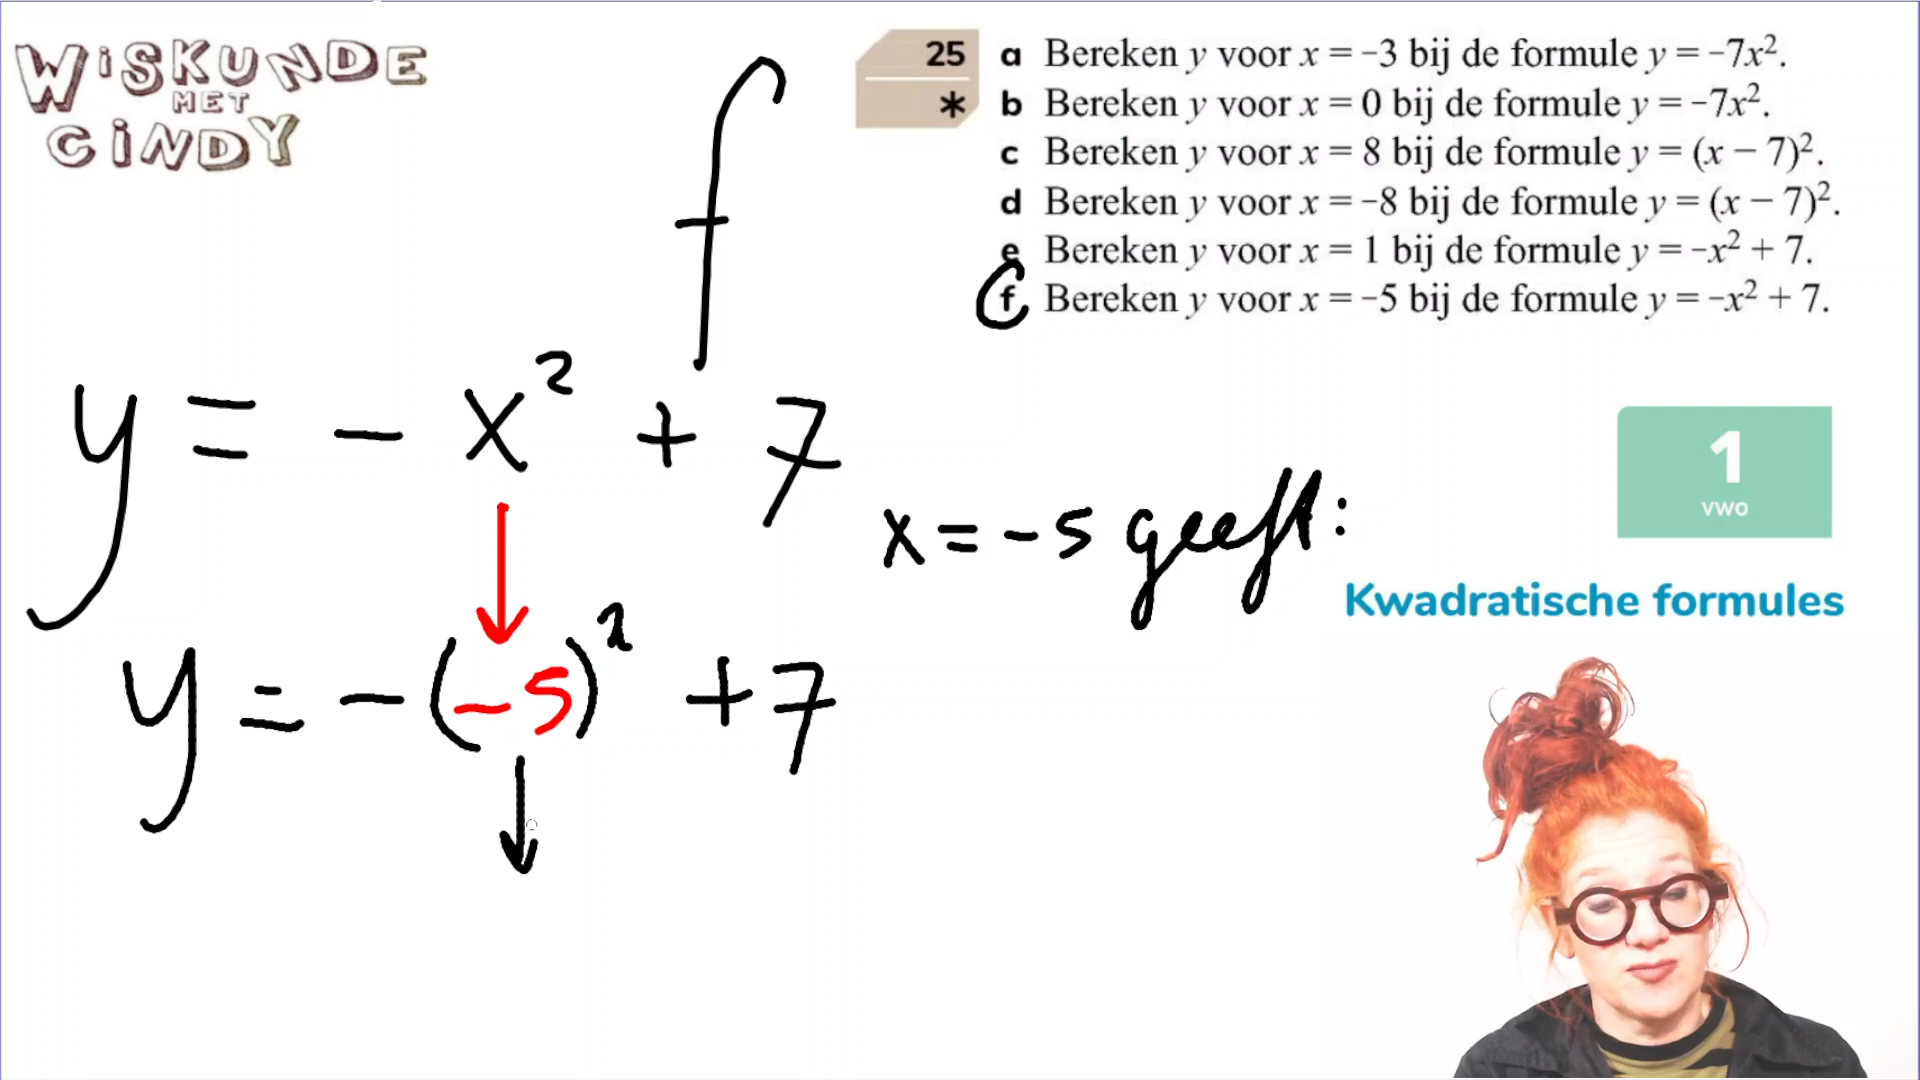 WiSKUNDE
MET
CiNDY
25
*
a Bereken y voor x = −3 bij de formule y = −7x².
b Bereken y voor x = 0 bij de formule y = −7x².
c Bereken y voor x = 8 bij de formule y = (x − 7)².
d Bereken y voor x = −8 bij de formule y = (x − 7)².
e Bereken y voor x = 1 bij de formule y = −x² + 7.
f Bereken y voor x = −5 bij de formule y = −x² + 7.
f
y = − x² + 7
x = −5 geeft:
y = −(−5)² + 7
1
vwo
Kwadratische formules